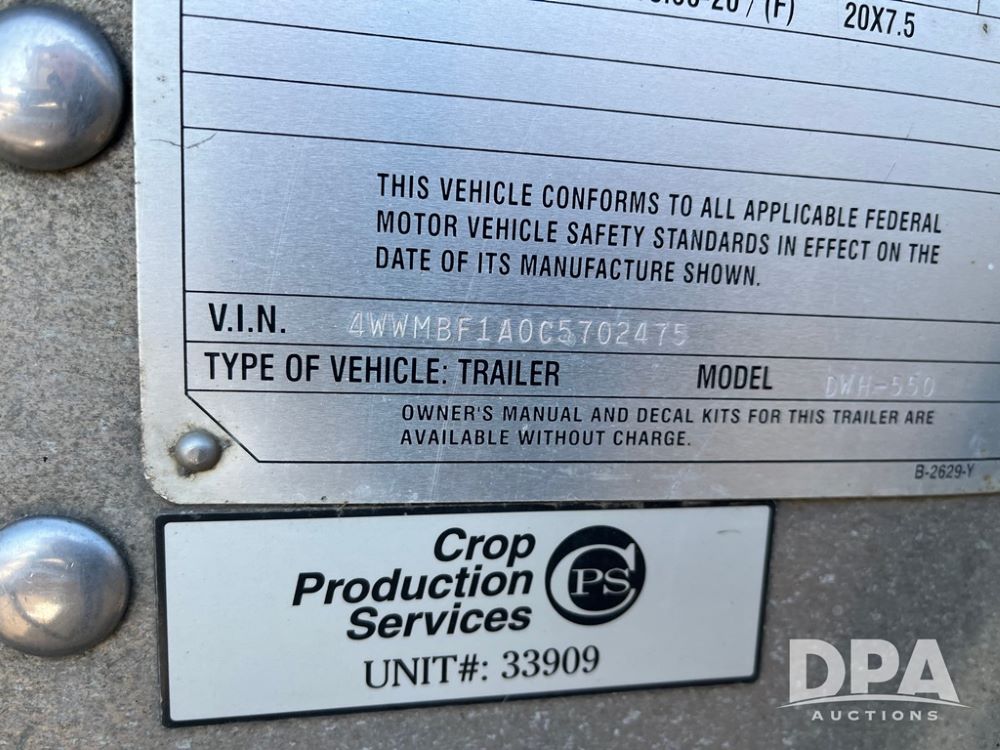 20X7.5
THIS VEHICLE CONFORMS TO ALL APPLICABLE FEDERAL
MOTOR VEHICLE SAFETY STANDARDS IN EFFECT ON THE
DATE OF ITS MANUFACTURE SHOWN.
V.I.N. 4WWMBF1A0C5702475
TYPE OF VEHICLE: TRAILER MODEL DWH-550
OWNER'S MANUAL AND DECAL KITS FOR THIS TRAILER ARE
AVAILABLE WITHOUT CHARGE.
B-2629-Y
Crop
Production
Services
CPS
UNIT#: 33909
DPA
AUCTIONS